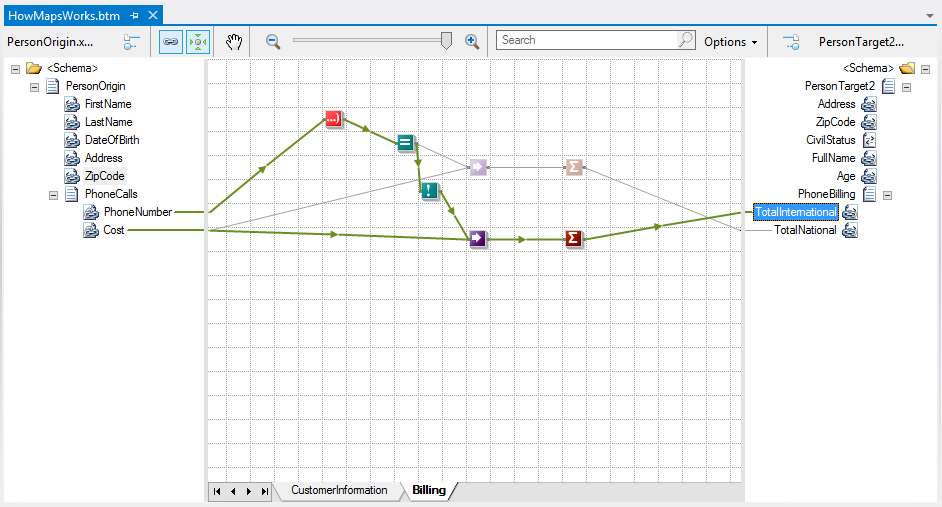 HowMapsWorks.btm
PersonOrigin.x...
Search
Options
PersonTarget2...
<Schema>
PersonOrigin
FirstName
LastName
DateOfBirth
Address
ZipCode
PhoneCalls
PhoneNumber
Cost
<Schema>
PersonTarget2
Address
ZipCode
CivilStatus
FullName
Age
PhoneBilling
TotalInternational
TotalNational
CustomerInformation
Billing